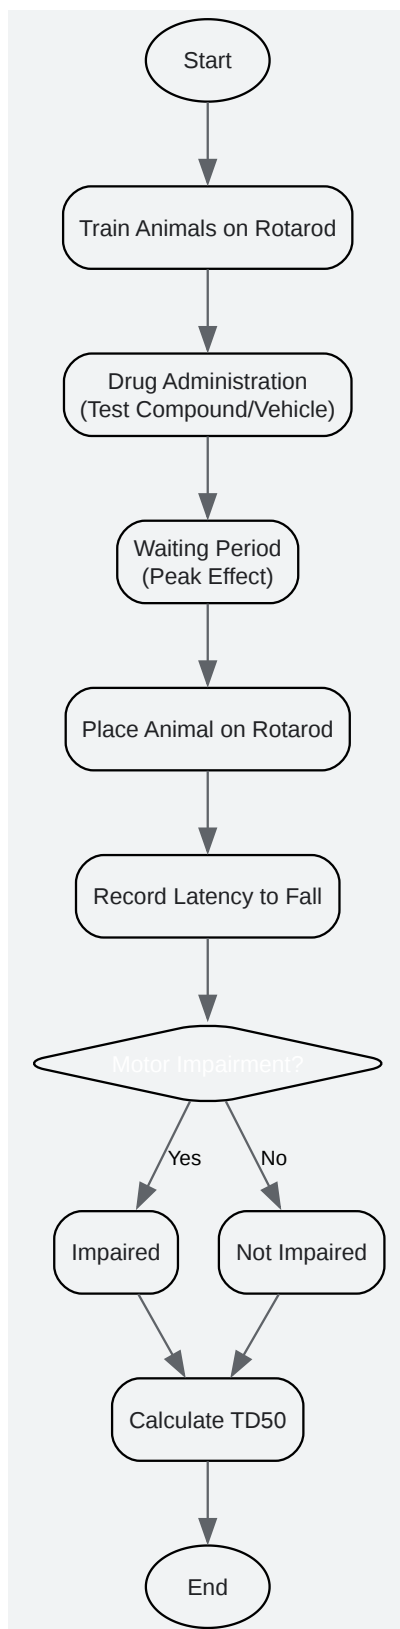 Start
Train Animals on Rotarod
Drug Administration
(Test Compound/Vehicle)
Waiting Period
(Peak Effect)
Place Animal on Rotarod
Record Latency to Fall
Motor Impairment?
Yes
No
Impaired
Not Impaired
Calculate TD50
End